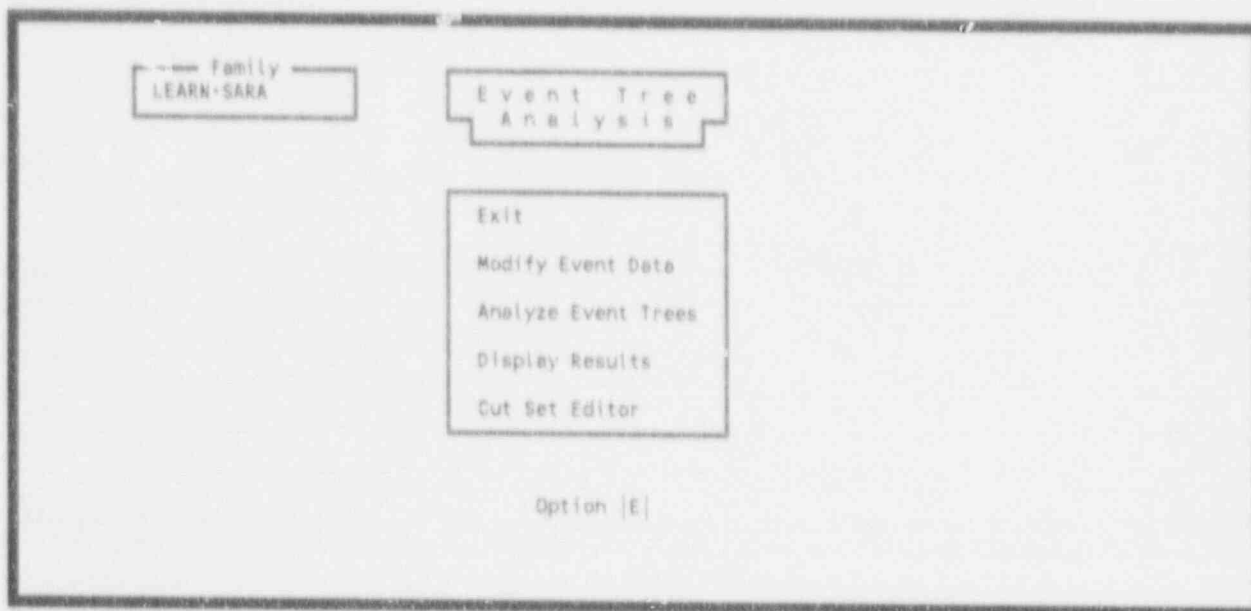 Family
LEARN-SARA
Event Tree
Analysis
Exit
Modify Event Data
Analyze Event Trees
Display Results
Cut Set Editor
Option |E|